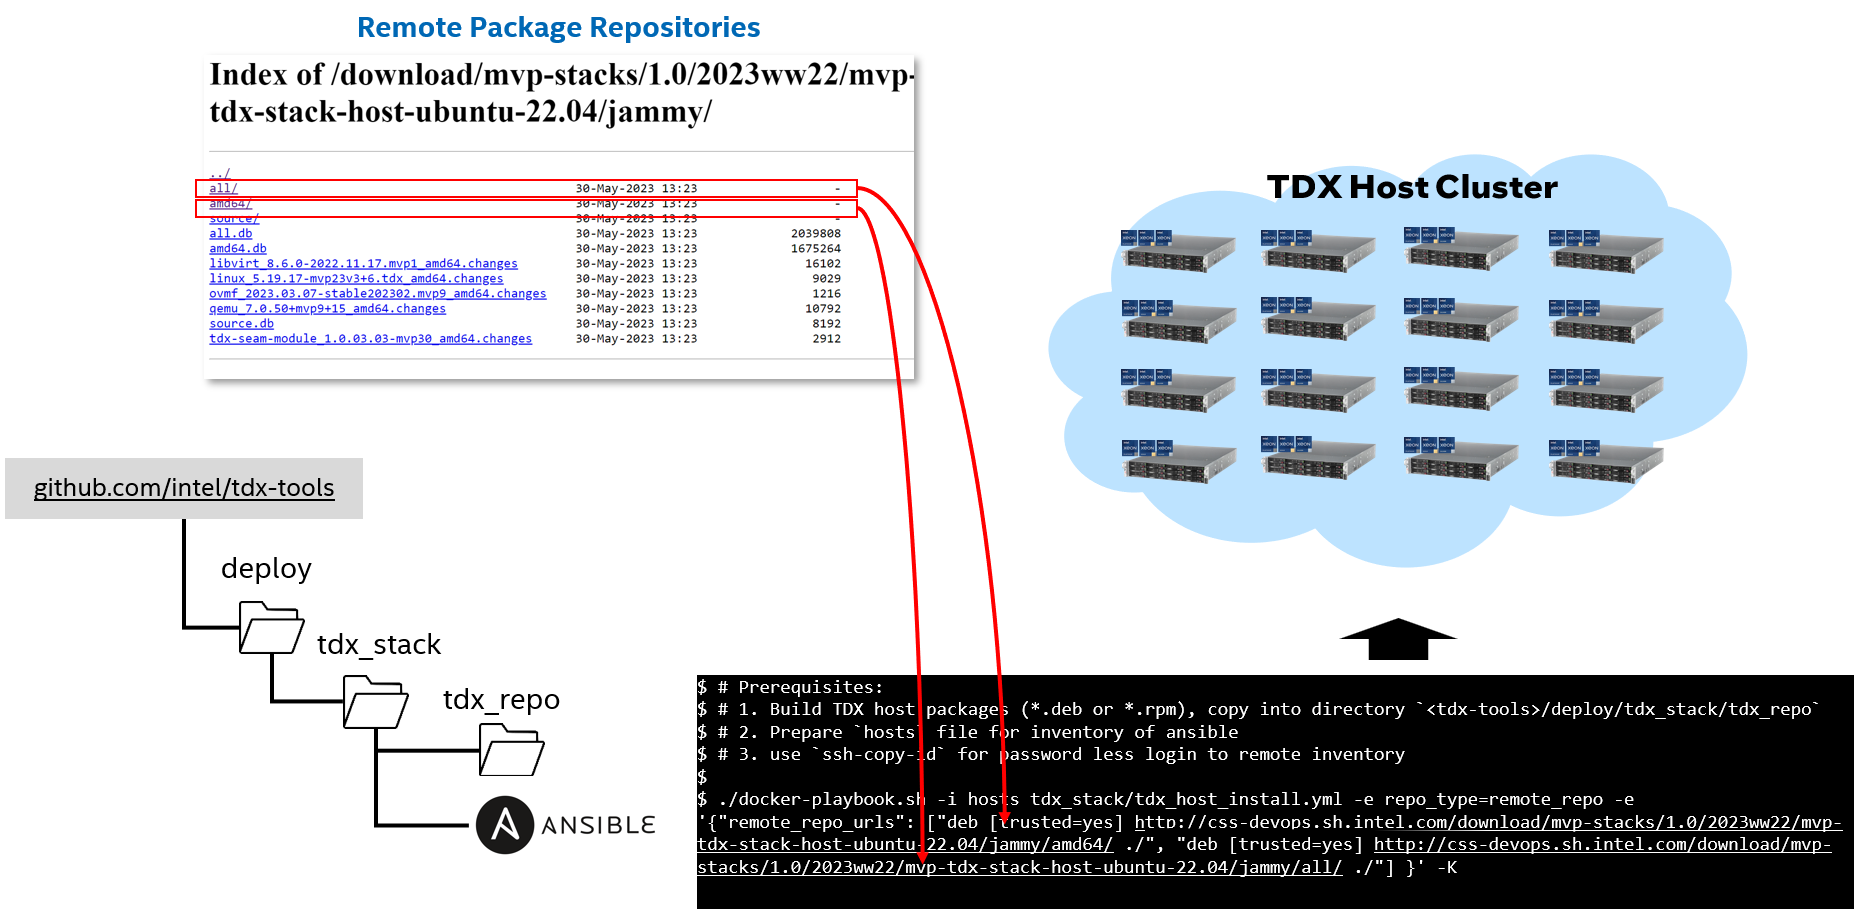 Remote Package Repositories
Index of /download/mvp-stacks/1.0/2023ww22/mvp-
tdx-stack-host-ubuntu-22.04/jammy/
../
all/ 30-May-2023 13:23 -
amd64/ 30-May-2023 13:23 -
source/ 30-May-2023 13:23 -
all.db 30-May-2023 13:23 2039808
amd64.db 30-May-2023 13:23 1675264
libvirt_8.6.0-2022.11.17.mvp1_amd64.changes 30-May-2023 13:23 16102
linux_5.19.17-mvp23v3+6.tdx_amd64.changes 30-May-2023 13:23 9029
ovmf_2023.03.07-stable202302.mvp9_amd64.changes 30-May-2023 13:23 1216
qemu_7.0.50+mvp9+15_amd64.changes 30-May-2023 13:23 10792
source.db 30-May-2023 13:23 8192
tdx-seam-module_1.0.03.03-mvp30_amd64.changes 30-May-2023 13:23 2912
TDX Host Cluster
github.com/intel/tdx-tools
deploy
tdx_stack
tdx_repo
ANSIBLE
$ # Prerequisites:
$ # 1. Build TDX host packages (*.deb or *.rpm), copy into directory `<tdx-tools>/deploy/tdx_stack/tdx_repo`
$ # 2. Prepare `hosts` file for inventory of ansible
$ # 3. use `ssh-copy-id` for password less login to remote inventory
$
$ ./docker-playbook.sh -i hosts tdx_stack/tdx_host_install.yml -e repo_type=remote_repo -e
'{"remote_repo_urls": ["deb [trusted=yes] http://css-devops.sh.intel.com/download/mvp-stacks/1.0/2023ww22/mvp-
tdx-stack-host-ubuntu-22.04/jammy/amd64/ ./", "deb [trusted=yes] http://css-devops.sh.intel.com/download/mvp-
stacks/1.0/2023ww22/mvp-tdx-stack-host-ubuntu-22.04/jammy/all/ ./"] }' -K